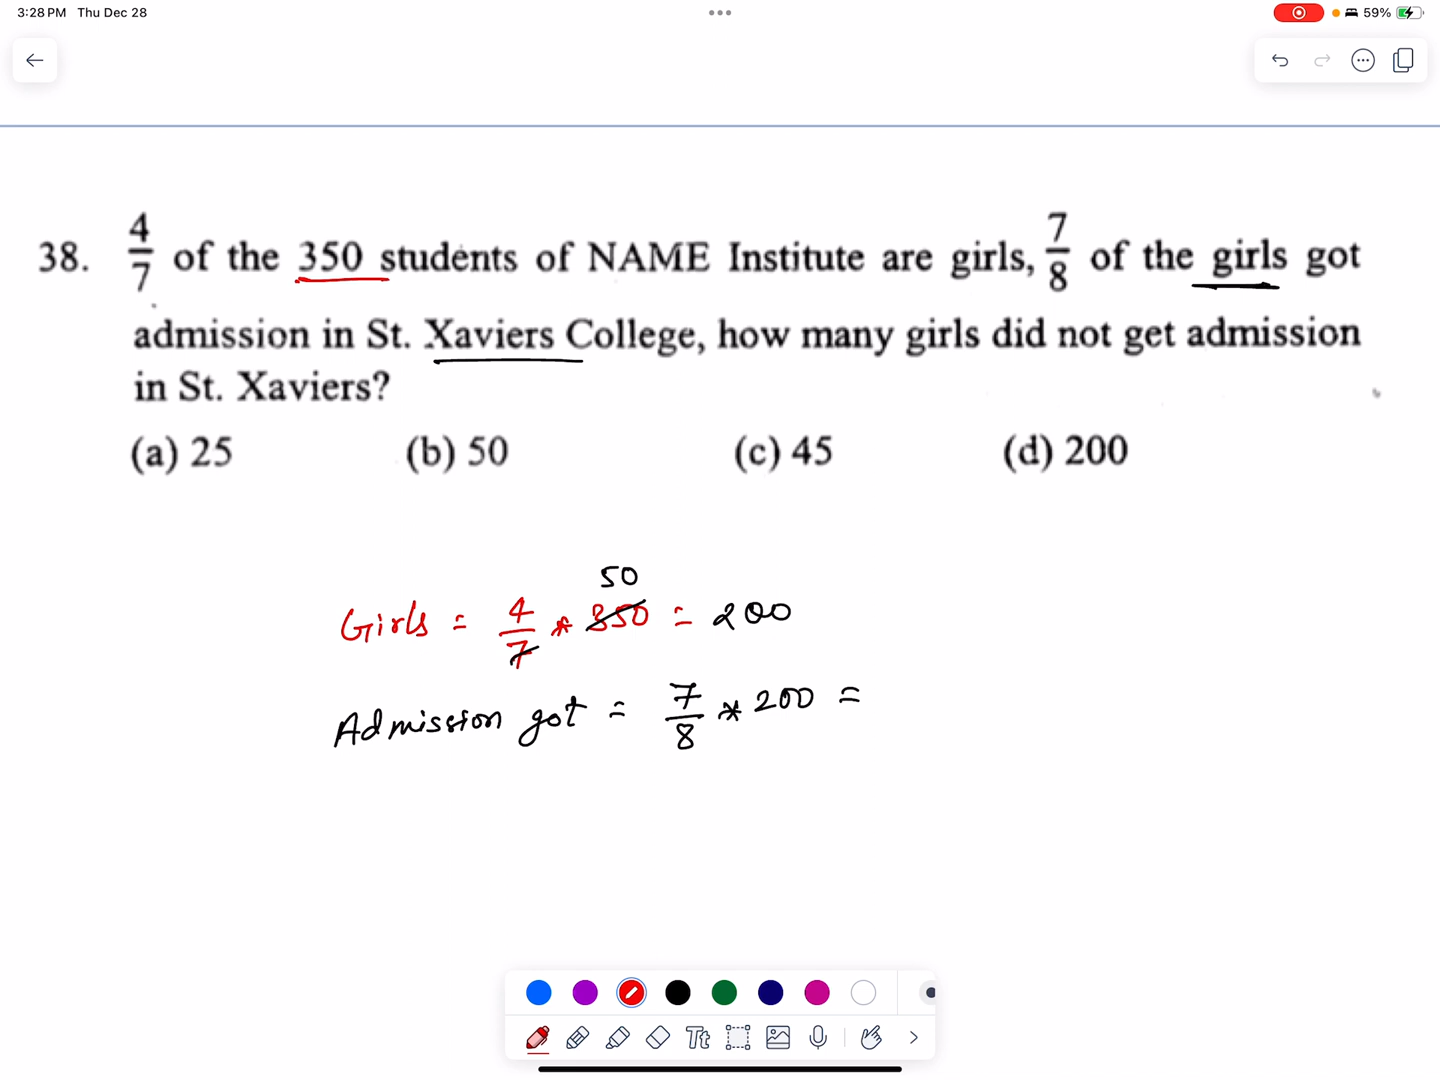 3:28 PM Thu Dec 28
59%
38. 4/7 of the 350 students of NAME Institute are girls, 7/8 of the girls got
admission in St. Xaviers College, how many girls did not get admission
in St. Xaviers?
(a) 25 (b) 50 (c) 45 (d) 200
50
Girls = 4/7 * 350 = 200
Admission got = 7/8 * 200 =
Tt